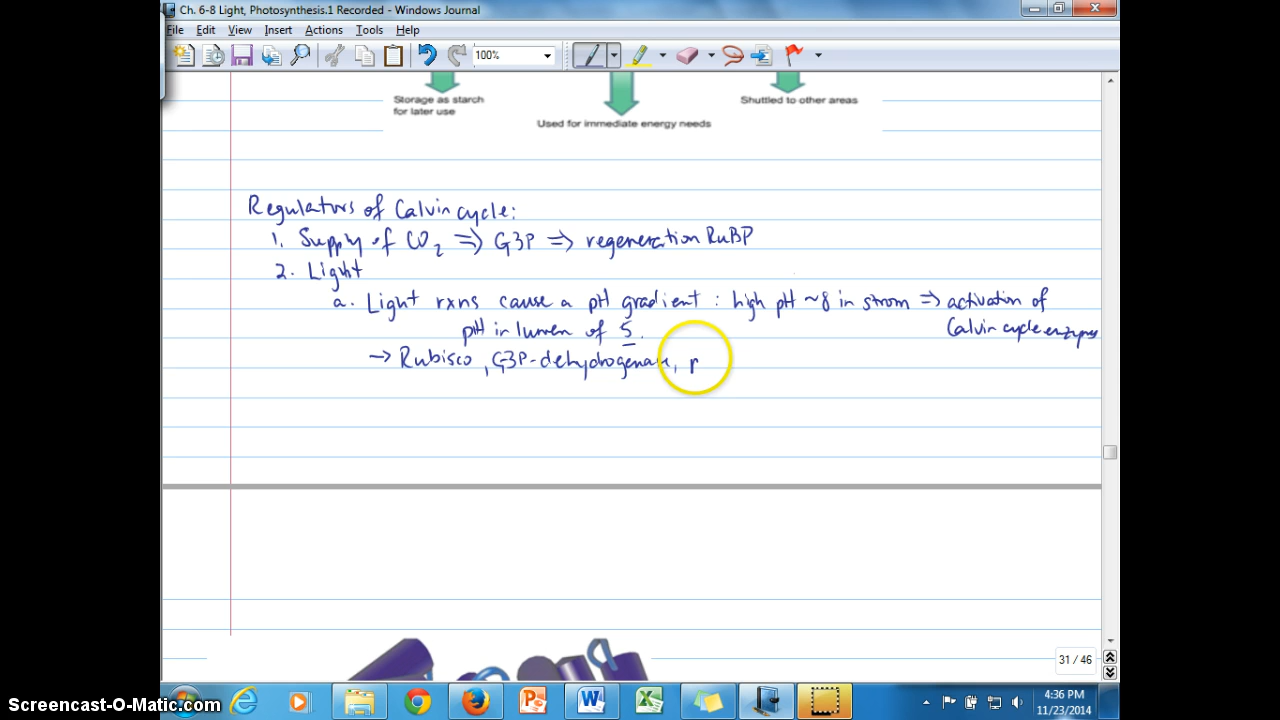 Ch. 6-8 Light, Photosynthesis.1 Recorded - Windows Journal
File Edit View Insert Actions Tools Help
100%
Storage as starch
for later use
Used for immediate energy needs
Shuttled to other areas
Regulators of Calvin cycle:
1. Supply of CO2 => G3P => regeneration RuBP
2. Light
a. Light rxns cause a pH gradient : high pH ~8 in strom => activation of
Calvin cycle enzymes
pH in lumen of 5.
-> Rubisco, G3P-dehydrogenase, r
31 / 46
4:36 PM
11/23/2014
Screencast-O-Matic.com